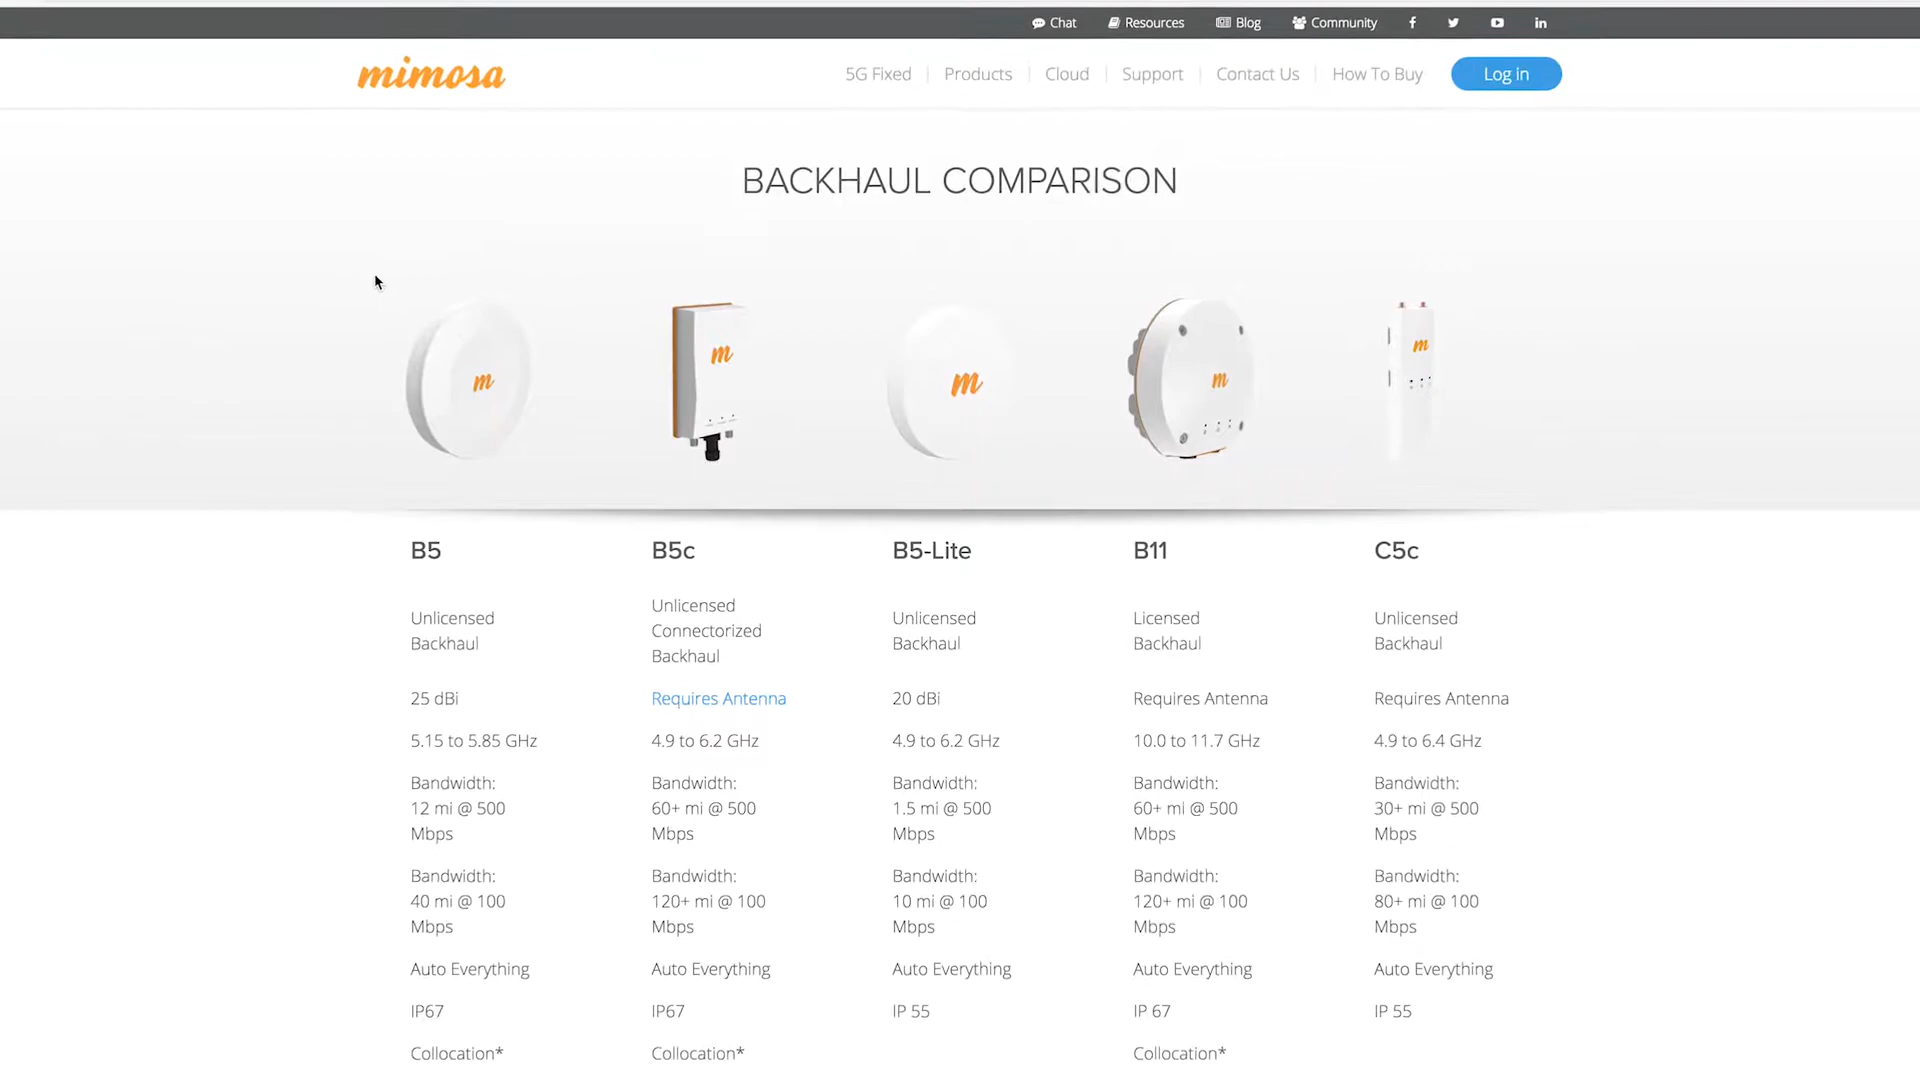 Chat Resources Blog Community
mimosa
5G Fixed Products Cloud Support Contact Us How To Buy Log in
BACKHAUL COMPARISON
m m m m m
B5 B5c B5-Lite B11 C5c
Unlicensed
Backhaul
Unlicensed
Connectorized
Backhaul
Unlicensed
Backhaul
Licensed
Backhaul
Unlicensed
Backhaul
25 dBi Requires Antenna 20 dBi Requires Antenna Requires Antenna
5.15 to 5.85 GHz 4.9 to 6.2 GHz 4.9 to 6.2 GHz 10.0 to 11.7 GHz 4.9 to 6.4 GHz
Bandwidth: Bandwidth: Bandwidth: Bandwidth: Bandwidth:
12 mi @ 500 60+ mi @ 500 1.5 mi @ 500 60+ mi @ 500 30+ mi @ 500
Mbps Mbps Mbps Mbps Mbps
Bandwidth: Bandwidth: Bandwidth: Bandwidth: Bandwidth:
40 mi @ 100 120+ mi @ 100 10 mi @ 100 120+ mi @ 100 80+ mi @ 100
Mbps Mbps Mbps Mbps Mbps
Auto Everything Auto Everything Auto Everything Auto Everything Auto Everything
IP67 IP67 IP 55 IP 67 IP 55
Collocation* Collocation* Collocation*